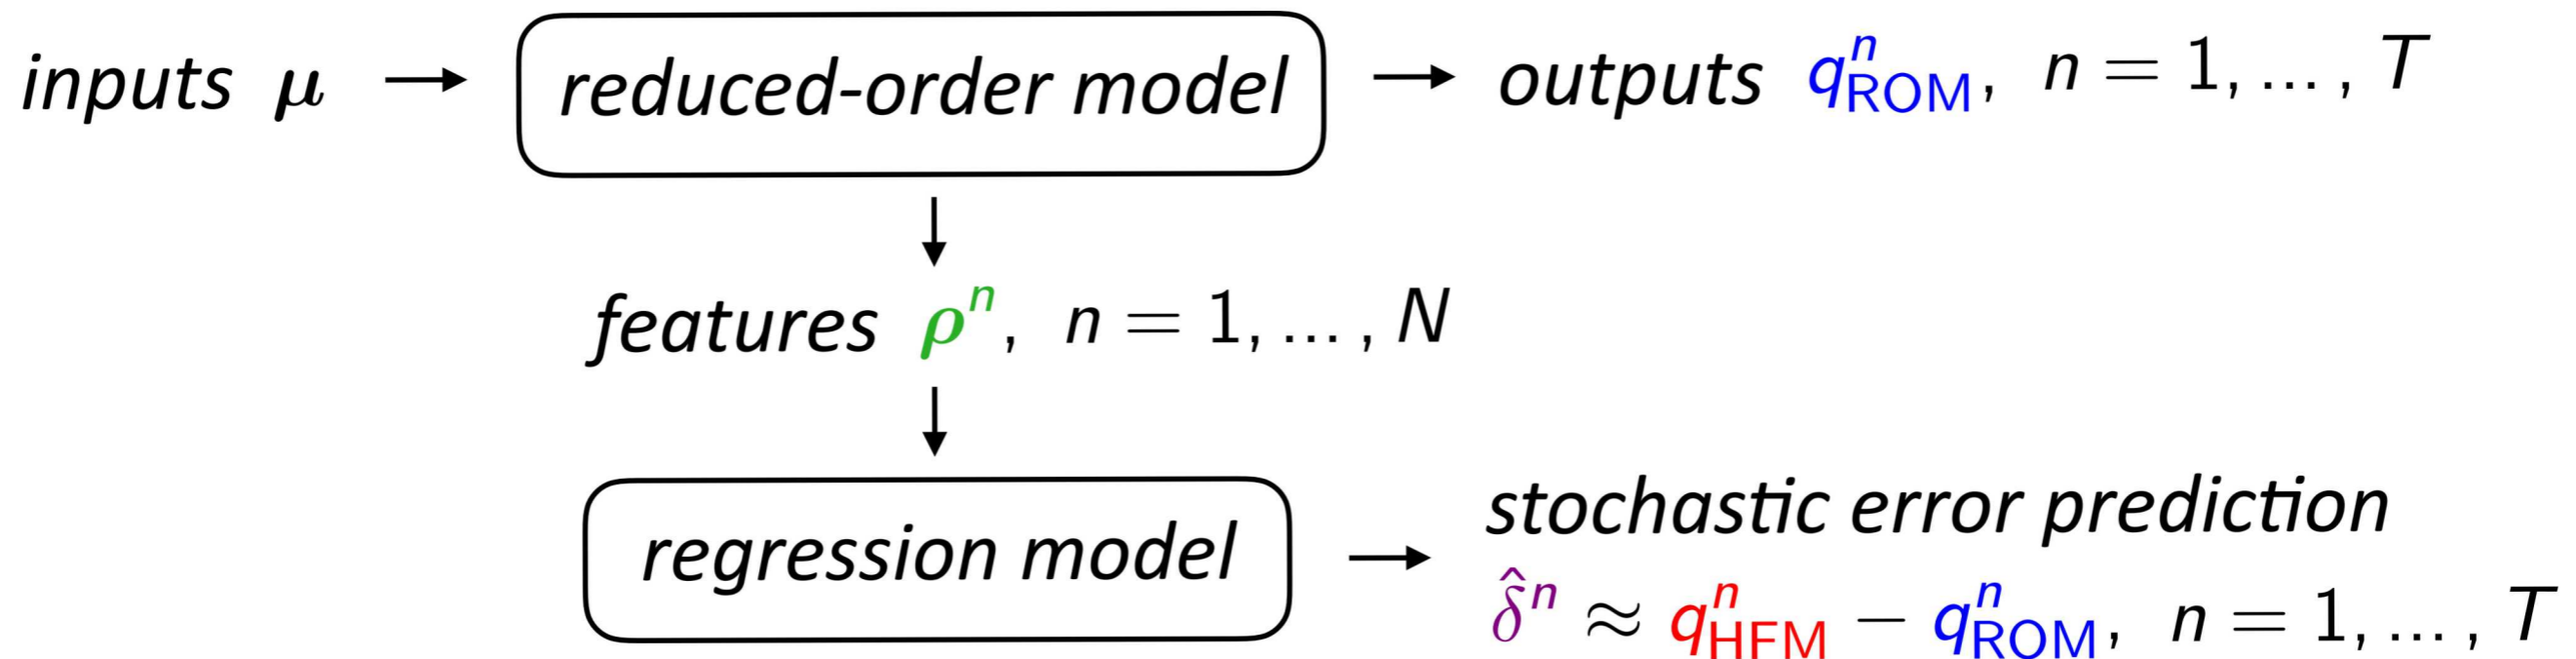 inputs μ → reduced-order model → outputs q^n_ROM, n = 1, ... , T
features ρ^n, n = 1, ... , N
regression model → stochastic error prediction
δ̂^n ≈ q^n_HFM − q^n_ROM, n = 1, ... , T